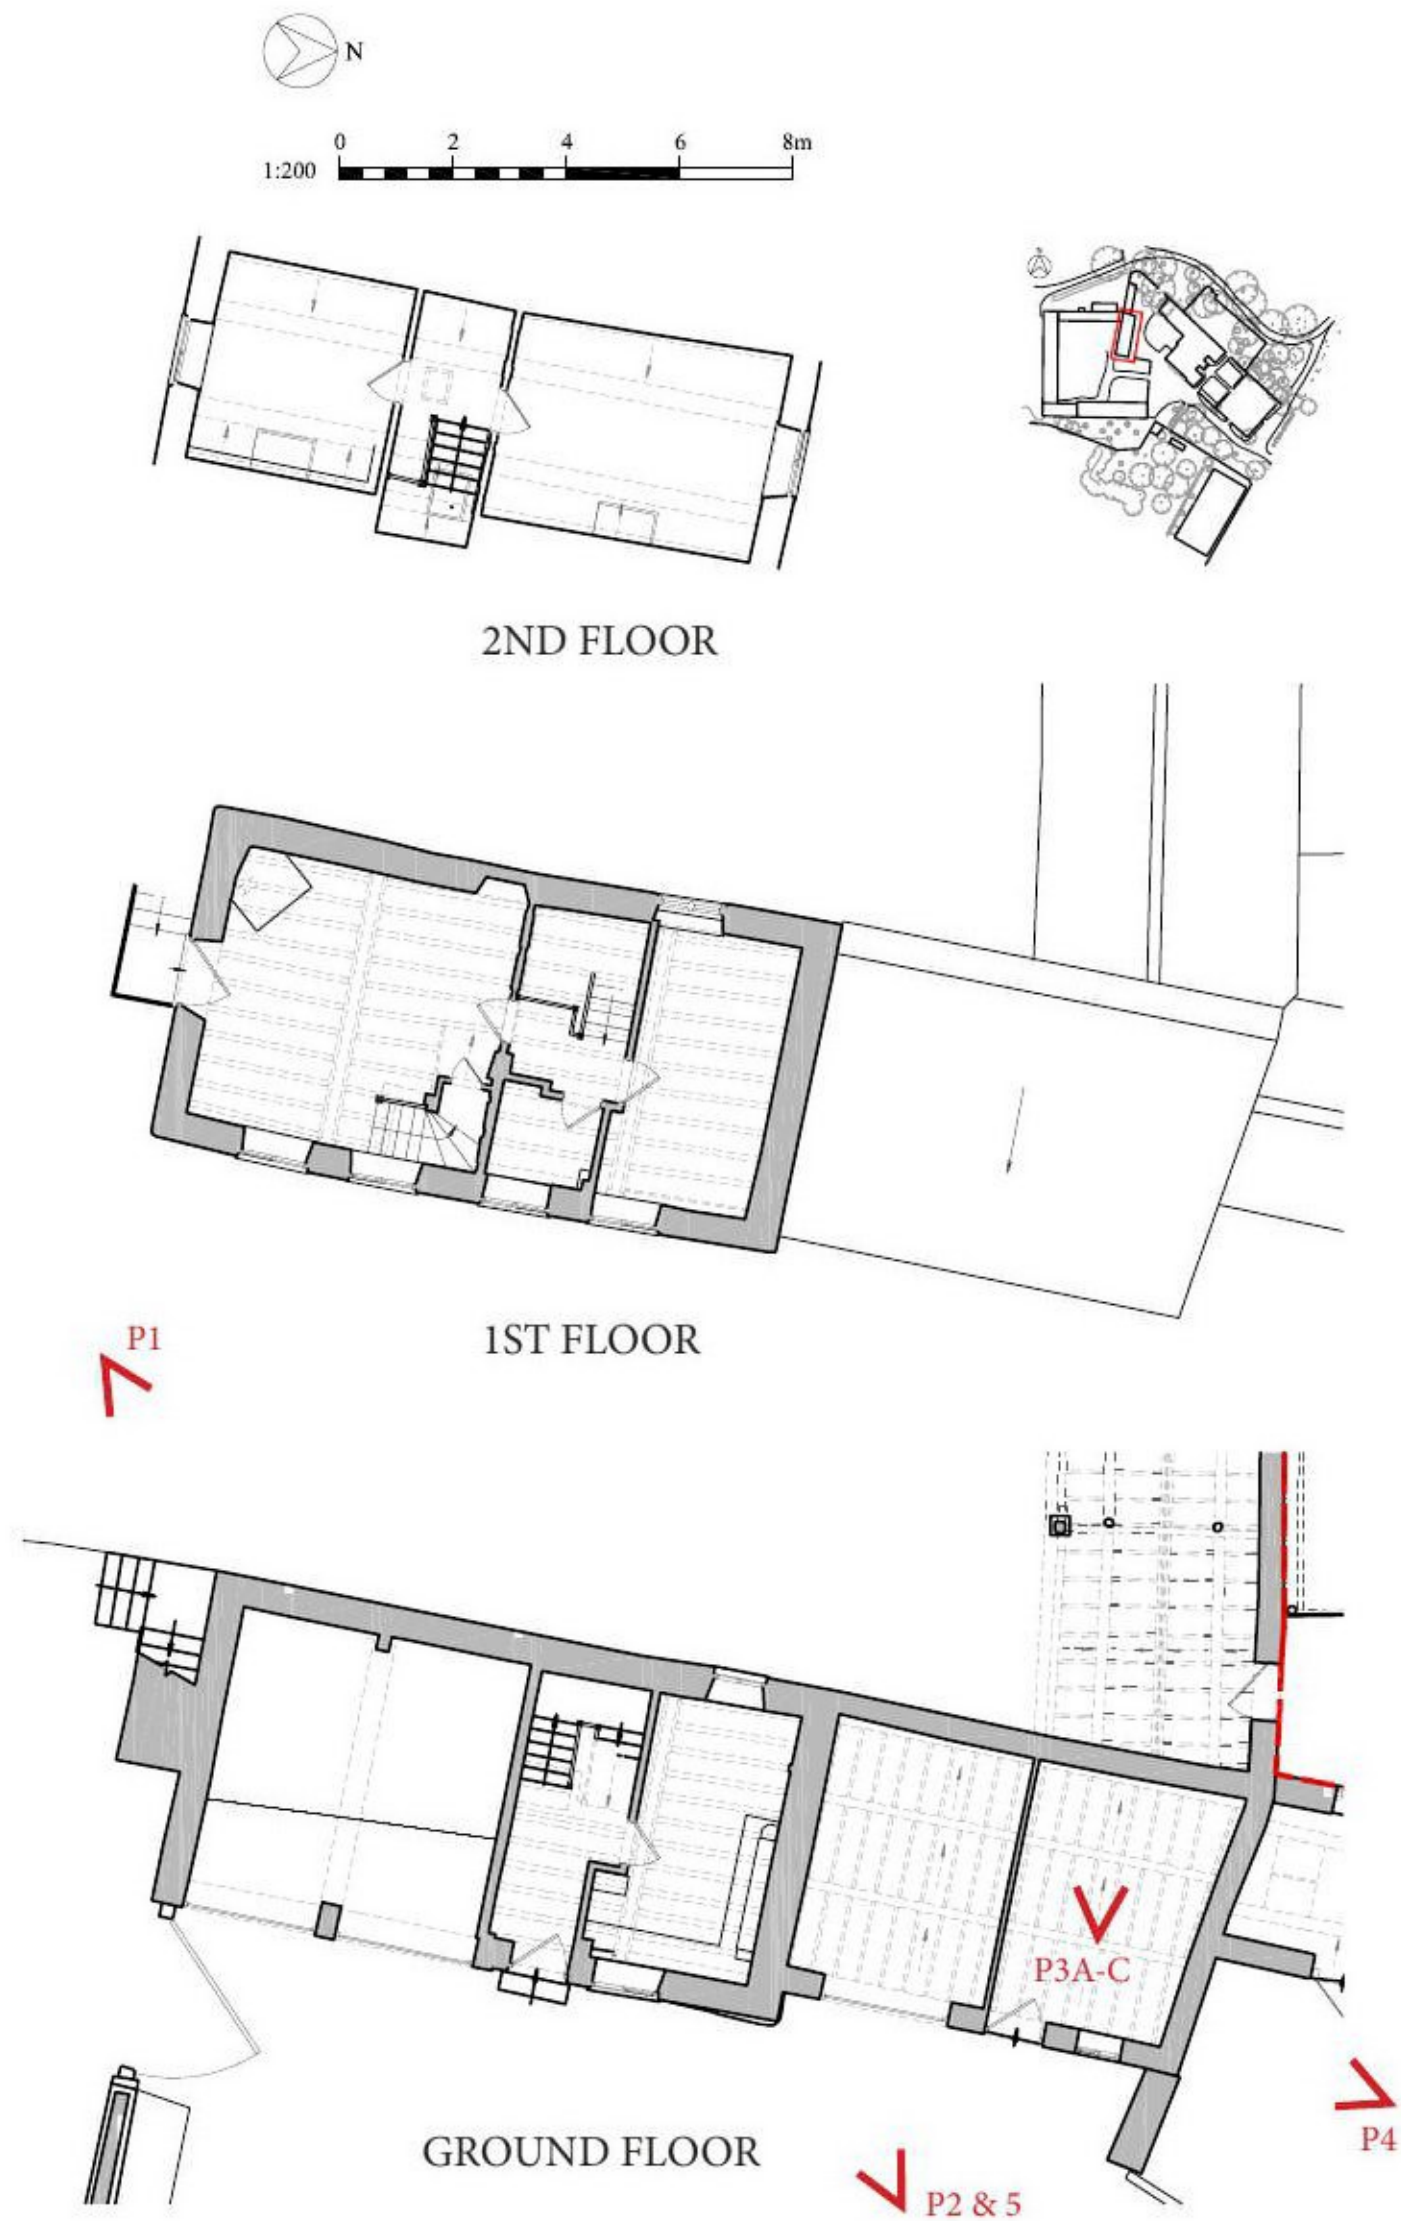 N
0 2 4 6 8m
1:200
2ND FLOOR
1ST FLOOR
P1
P3A-C
P4
GROUND FLOOR
P2 & 5